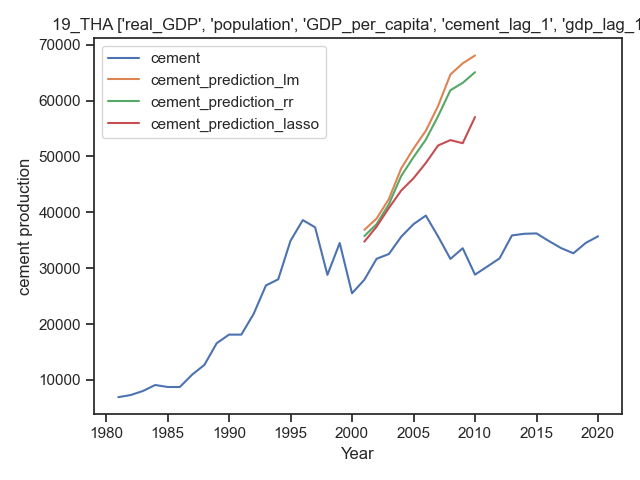 19_THA ['real_GDP', 'population', 'GDP_per_capita', 'cement_lag_1', 'gdp_lag_1
cement
cement_prediction_lm
cement_prediction_rr
cement_prediction_lasso
cement production
70000
60000
50000
40000
30000
20000
10000
1980 1985 1990 1995 2000 2005 2010 2015 2020
Year